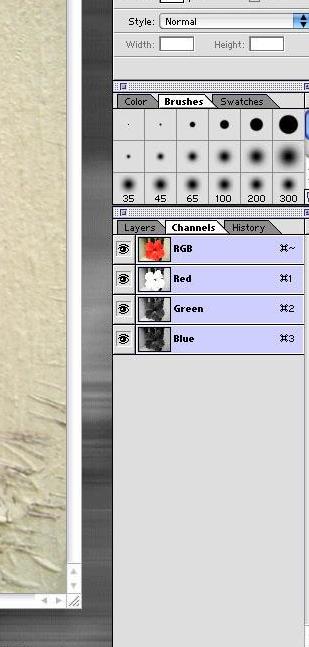 Style: Normal
Width: Height:
Color Brushes Swatches
35 45 65 100 200 300
Layers Channels History
RGB ⌘~
Red ⌘1
Green ⌘2
Blue ⌘3